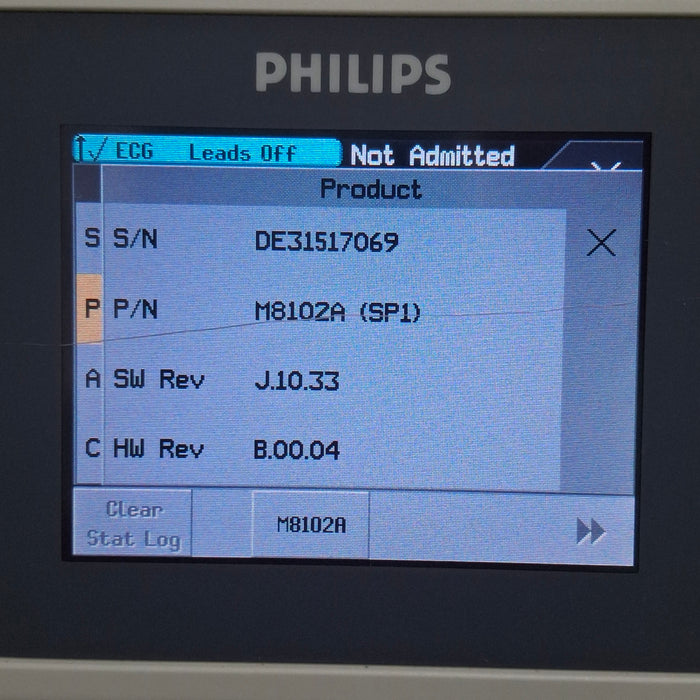 PHILIPS
ECG Leads Off Not Admitted
Product
S S/N DE31517069
P P/N M8102A (SP1)
A SW Rev J.10.33
C HW Rev B.00.04
Clear
Stat Log
M8102A